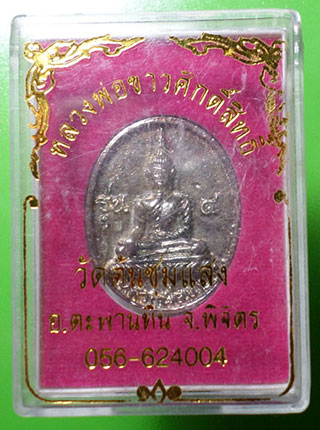 หลวงพ่อขาวศักดิ์สิทธิ์
รุ่น ๔
วัดต้นชุมแสง
อ.ตะพานหิน จ.พิจิตร
056-624004